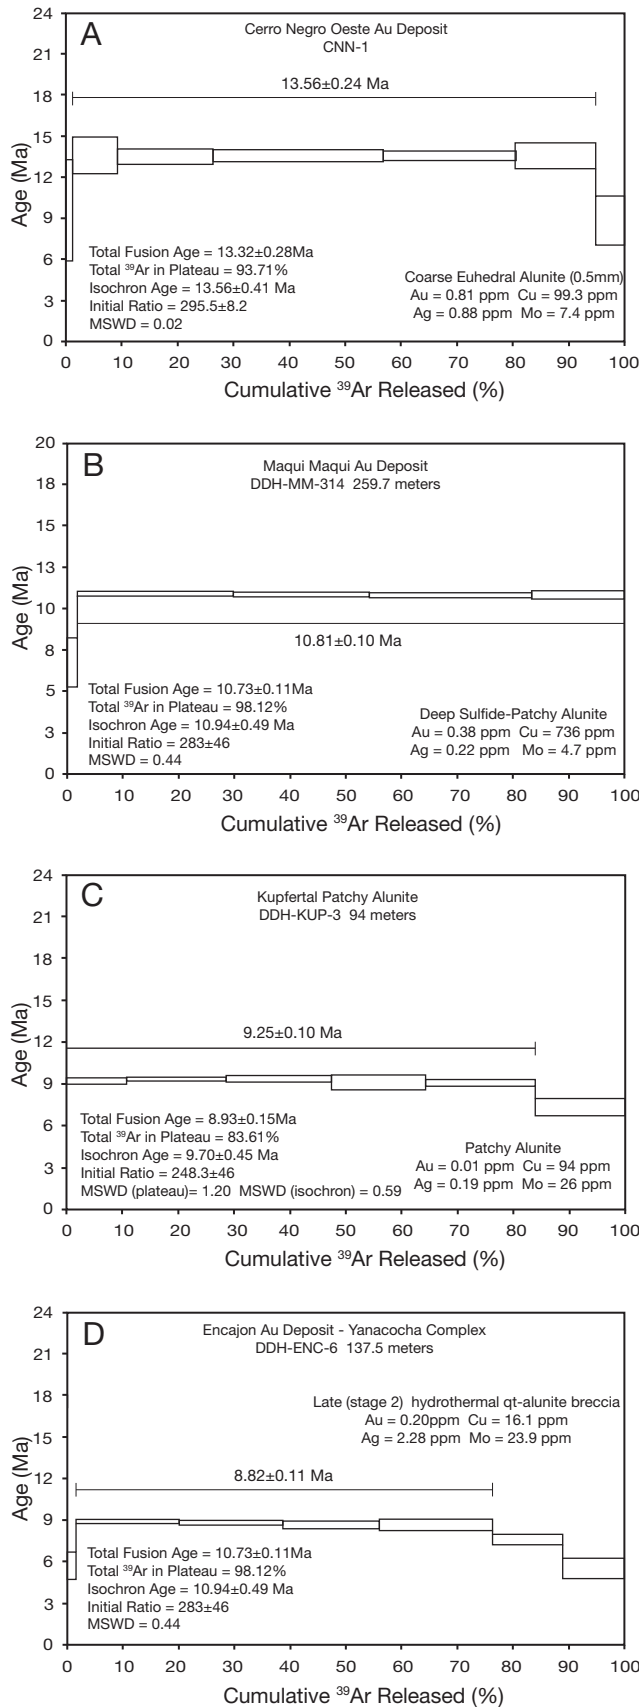 A
Cerro Negro Oeste Au Deposit
CNN-1
13.56±0.24 Ma
Total Fusion Age = 13.32±0.28Ma
Total ³⁹Ar in Plateau = 93.71%
Isochron Age = 13.56±0.41 Ma
Initial Ratio = 295.5±8.2
MSWD = 0.02
Coarse Euhedral Alunite (0.5mm)
Au = 0.81 ppm Cu = 99.3 ppm
Ag = 0.88 ppm Mo = 7.4 ppm
Age (Ma)
24
21
18
15
12
9
6
3
0
0 10 20 30 40 50 60 70 80 90 100
Cumulative ³⁹Ar Released (%)
B
Maqui Maqui Au Deposit
DDH-MM-314 259.7 meters
10.81±0.10 Ma
Total Fusion Age = 10.73±0.11Ma
Total ³⁹Ar in Plateau = 98.12%
Isochron Age = 10.94±0.49 Ma
Initial Ratio = 283±46
MSWD = 0.44
Deep Sulfide-Patchy Alunite
Au = 0.38 ppm Cu = 736 ppm
Ag = 0.22 ppm Mo = 4.7 ppm
Age (Ma)
20
18
15
13
10
8
5
3
0
0 10 20 30 40 50 60 70 80 90 100
Cumulative ³⁹Ar Released (%)
C
Kupfertal Patchy Alunite
DDH-KUP-3 94 meters
9.25±0.10 Ma
Total Fusion Age = 8.93±0.15Ma
Total ³⁹Ar in Plateau = 83.61%
Isochron Age = 9.70±0.45 Ma
Initial Ratio = 248.3±46
MSWD (plateau)= 1.20 MSWD (isochron) = 0.59
Patchy Alunite
Au = 0.01 ppm Cu = 94 ppm
Ag = 0.19 ppm Mo = 26 ppm
Age (Ma)
24
21
18
15
12
9
6
3
0
0 10 20 30 40 50 60 70 80 90 100
Cumulative ³⁹Ar Released (%)
D
Encajon Au Deposit - Yanacocha Complex
DDH-ENC-6 137.5 meters
Late (stage 2) hydrothermal qt-alunite breccia
Au = 0.20ppm Cu = 16.1 ppm
Ag = 2.28 ppm Mo = 23.9 ppm
8.82±0.11 Ma
Total Fusion Age = 10.73±0.11Ma
Total ³⁹Ar in Plateau = 98.12%
Isochron Age = 10.94±0.49 Ma
Initial Ratio = 283±46
MSWD = 0.44
Age (Ma)
24
21
18
15
12
9
6
3
0
0 10 20 30 40 50 60 70 80 90 100
Cumulative ³⁹Ar Released (%)